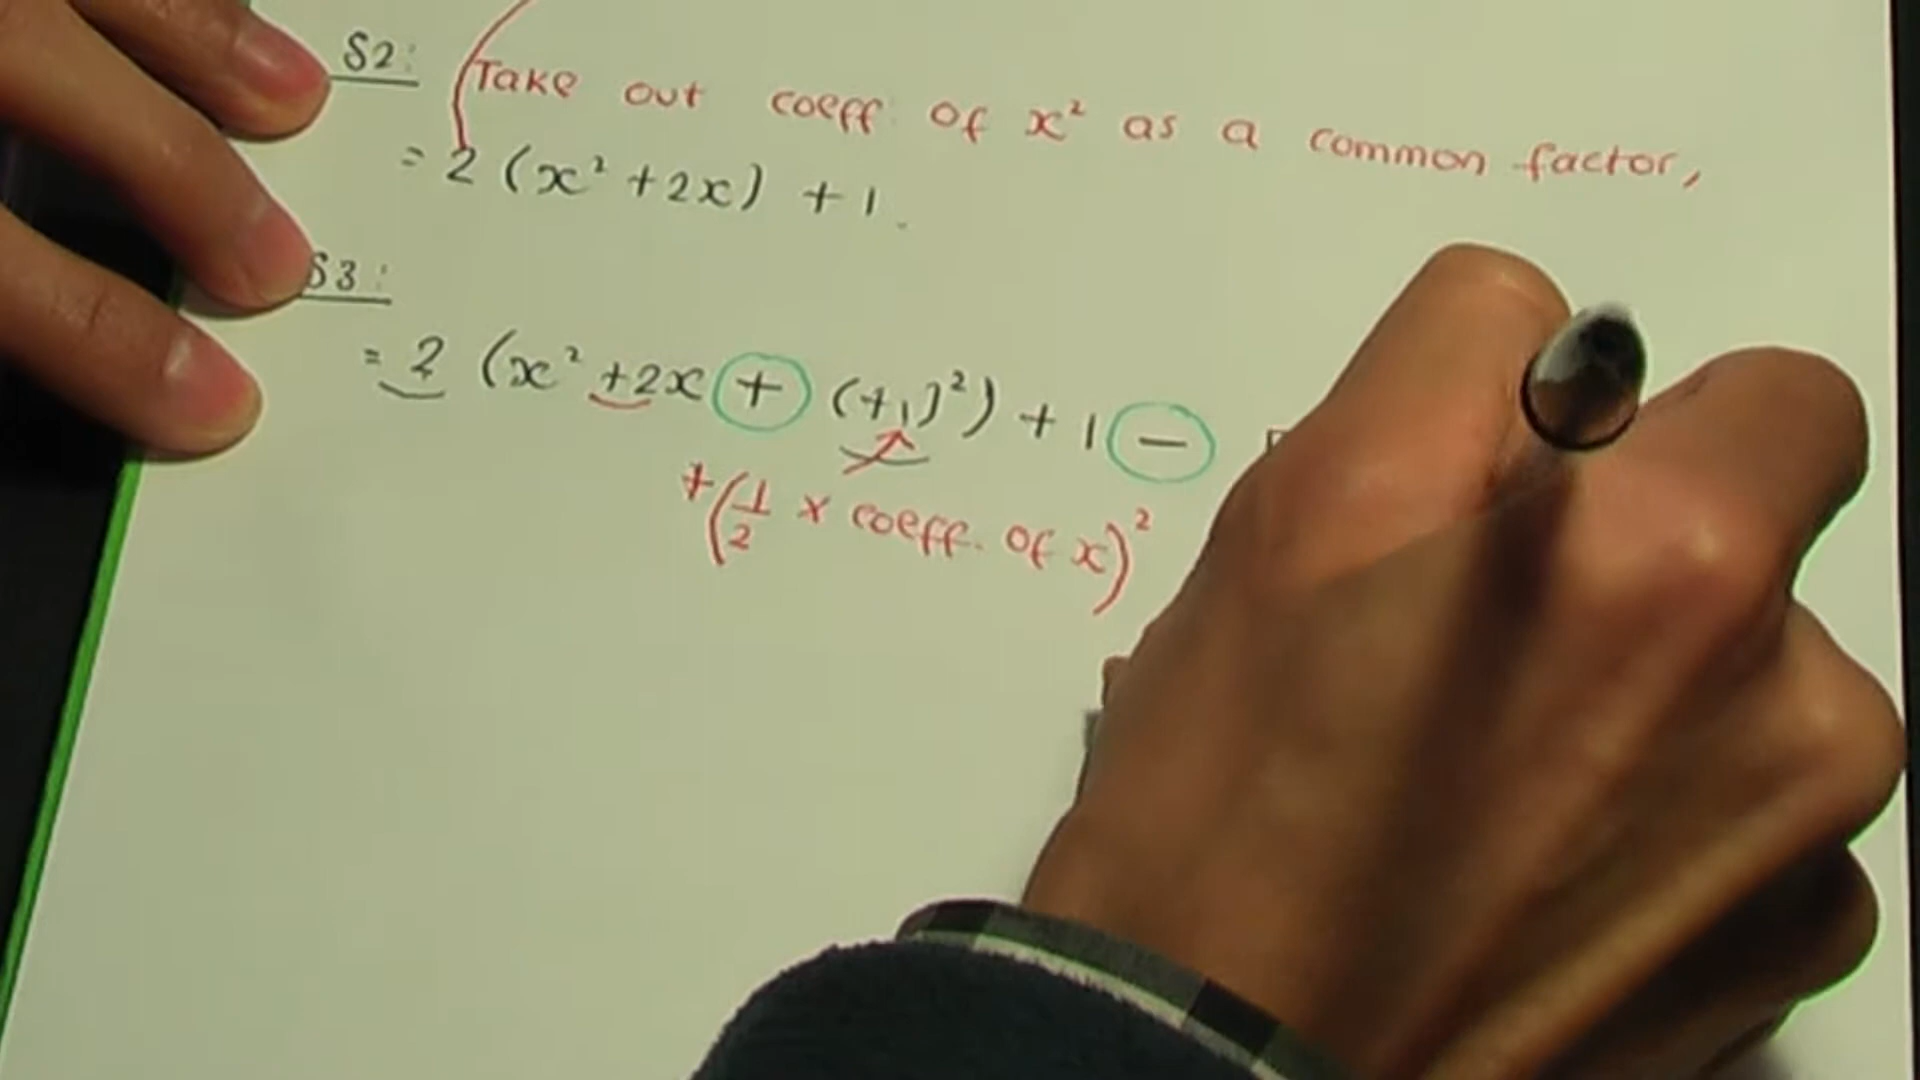 S2:
Take out coeff. of x² as a common factor,
= 2 (x² + 2x) + 1.
S3:
= 2 (x² + 2x + (+1)²) + 1 −
+(1/2 x coeff. of x)²